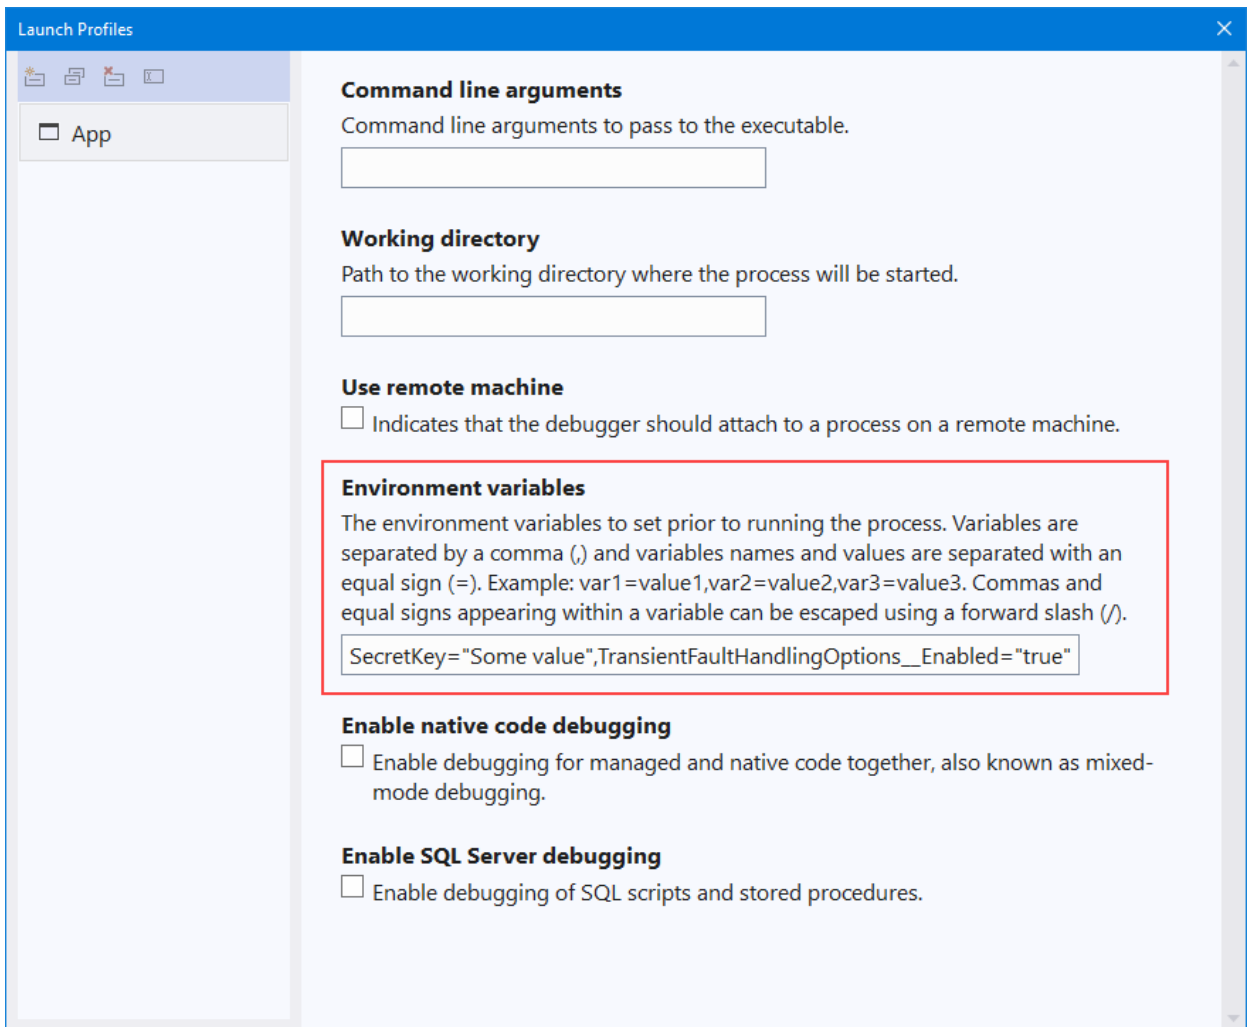 Launch Profiles
App
Command line arguments
Command line arguments to pass to the executable.
Working directory
Path to the working directory where the process will be started.
Use remote machine
Indicates that the debugger should attach to a process on a remote machine.
Environment variables
The environment variables to set prior to running the process. Variables are
separated by a comma (,) and variables names and values are separated with an
equal sign (=). Example: var1=value1,var2=value2,var3=value3. Commas and
equal signs appearing within a variable can be escaped using a forward slash (/).
SecretKey="Some value",TransientFaultHandlingOptions__Enabled="true"
Enable native code debugging
Enable debugging for managed and native code together, also known as mixed-
mode debugging.
Enable SQL Server debugging
Enable debugging of SQL scripts and stored procedures.